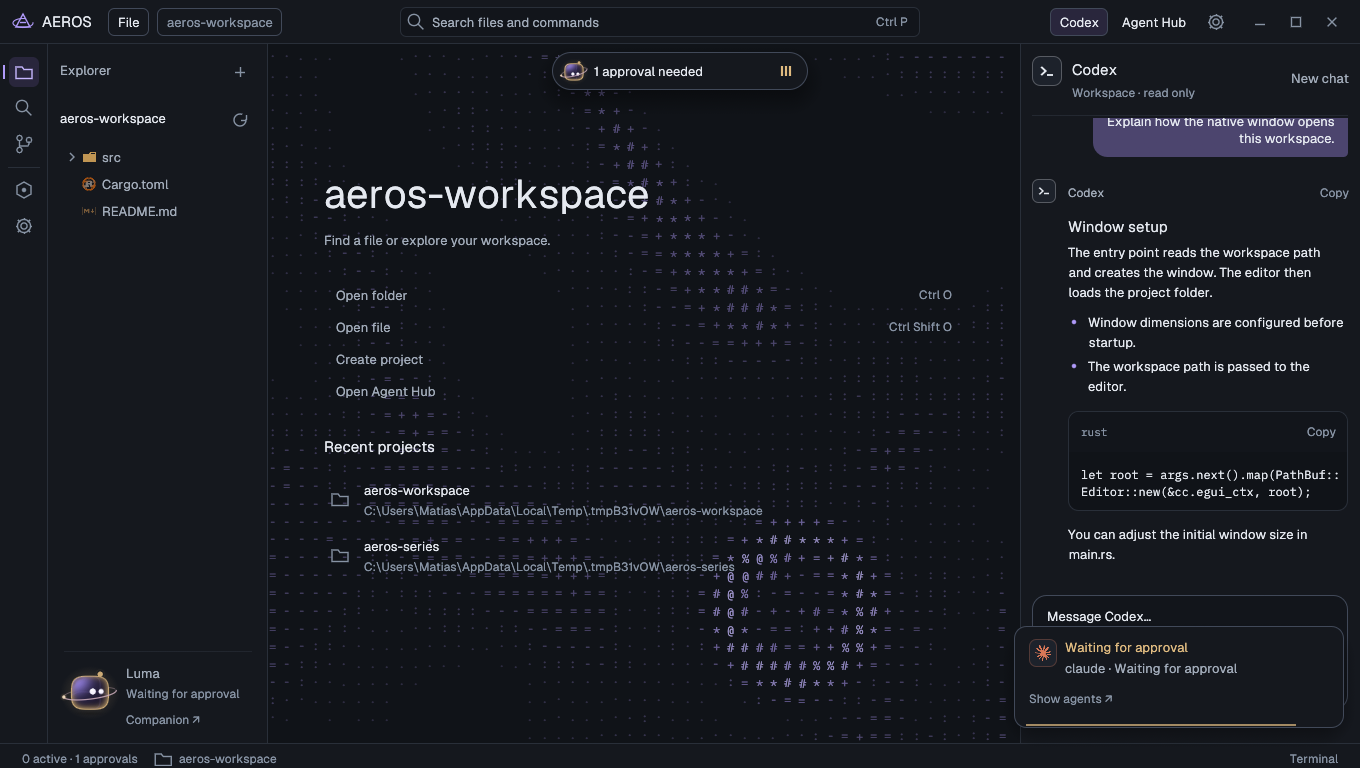 AEROS
File
aeros-workspace
Search files and commands
Ctrl P
Codex
Agent Hub
Explorer
+
aeros-workspace
src
Cargo.toml
README.md
1 approval needed
aeros-workspace
Find a file or explore your workspace.
Open folder
Ctrl O
Open file
Ctrl Shift O
Create project
Open Agent Hub
Recent projects
aeros-workspace
C:\Users\Matias\AppData\Local\Temp\.tmpB31vOW\aeros-workspace
aeros-series
C:\Users\Matias\AppData\Local\Temp\.tmpB31vOW\aeros-series
Codex
Workspace · read only
New chat
Explain how the native window opens
this workspace.
Codex
Copy
Window setup
The entry point reads the workspace path
and creates the window. The editor then
loads the project folder.
• Window dimensions are configured before
startup.
• The workspace path is passed to the
editor.
rust
Copy
let root = args.next().map(PathBuf::
Editor::new(&cc.egui_ctx, root);
You can adjust the initial window size in
main.rs.
Message Codex…
Waiting for approval
claude · Waiting for approval
Show agents ↗
Luma
Waiting for approval
Companion ↗
0 active · 1 approvals
aeros-workspace
Terminal